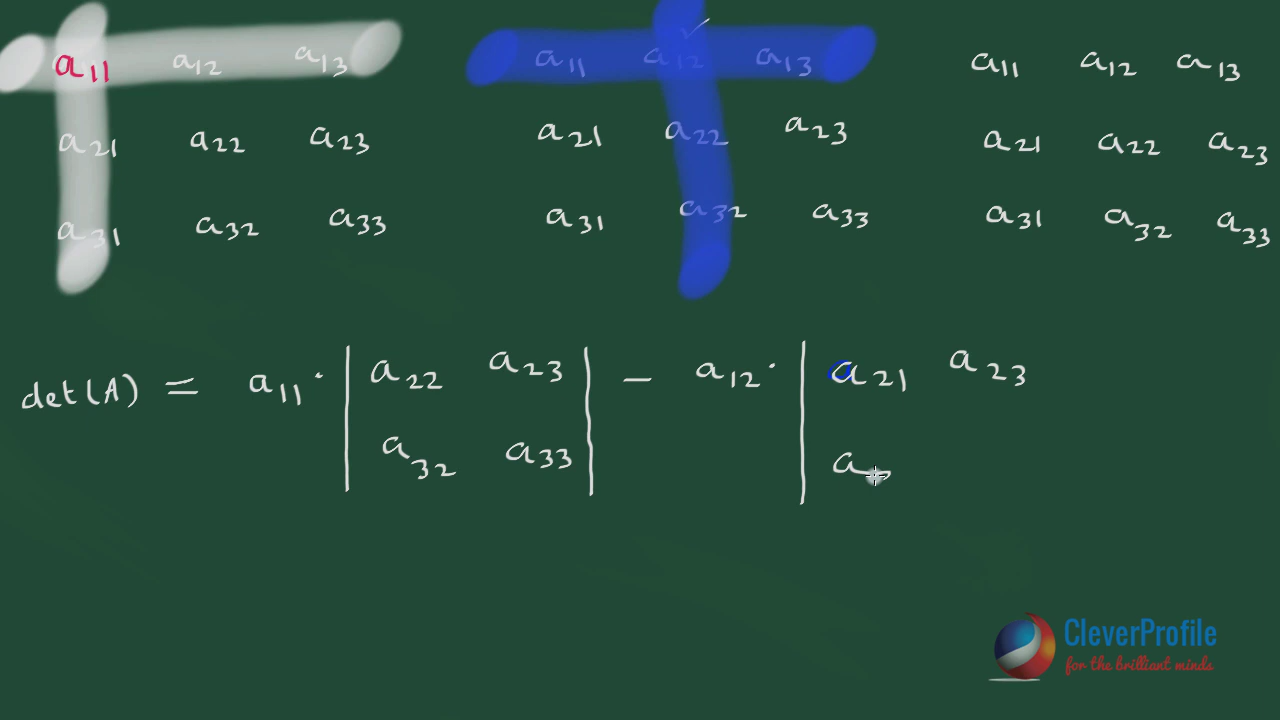 a11 a12 a13 a11 a12 a13 a11 a12 a13
a21 a22 a23 a21 a22 a23 a21 a22 a23
a31 a32 a33 a31 a32 a33 a31 a32 a33
det(A) = a11 · | a22 a23 | − a12 · | a21 a23
a32 a33 a
CleverProfile
for the brilliant minds